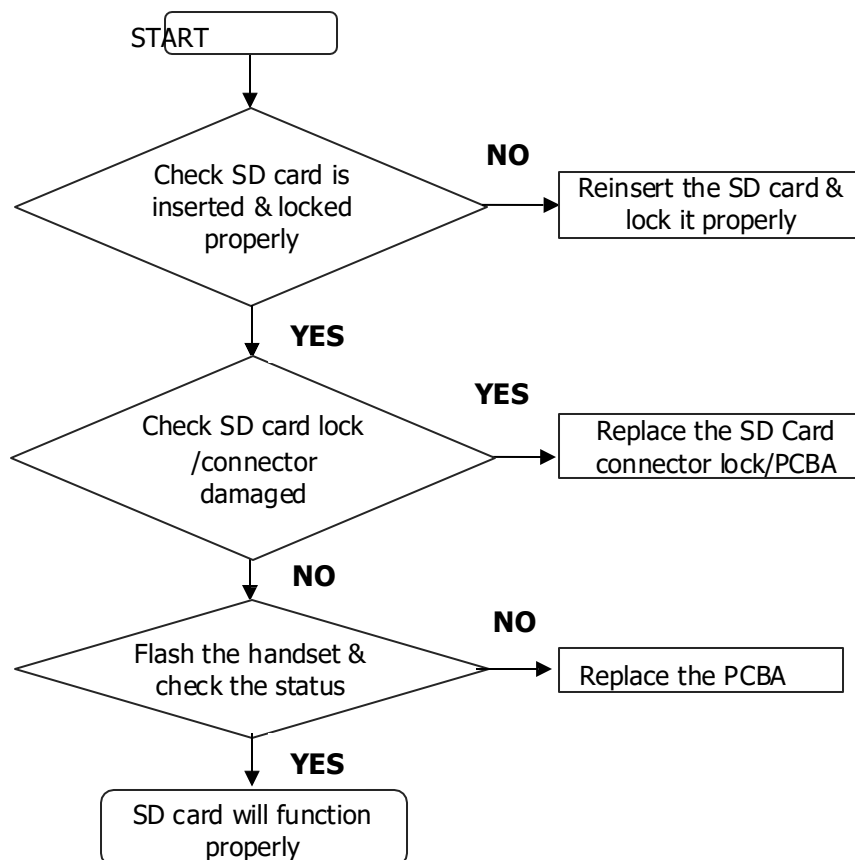 START
Check SD card is
inserted & locked
properly
NO
Reinsert the SD card &
lock it properly
YES
Check SD card lock
/connector
damaged
YES
Replace the SD Card
connector lock/PCBA
NO
Flash the handset &
check the status
NO
Replace the PCBA
YES
SD card will function
properly